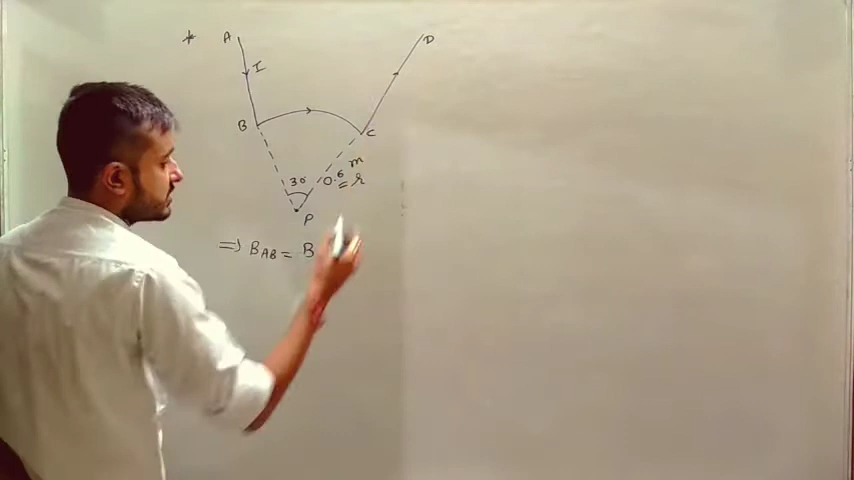 * A D
I
B C
30° 0.6 m
= r
P
=> B_AB = B